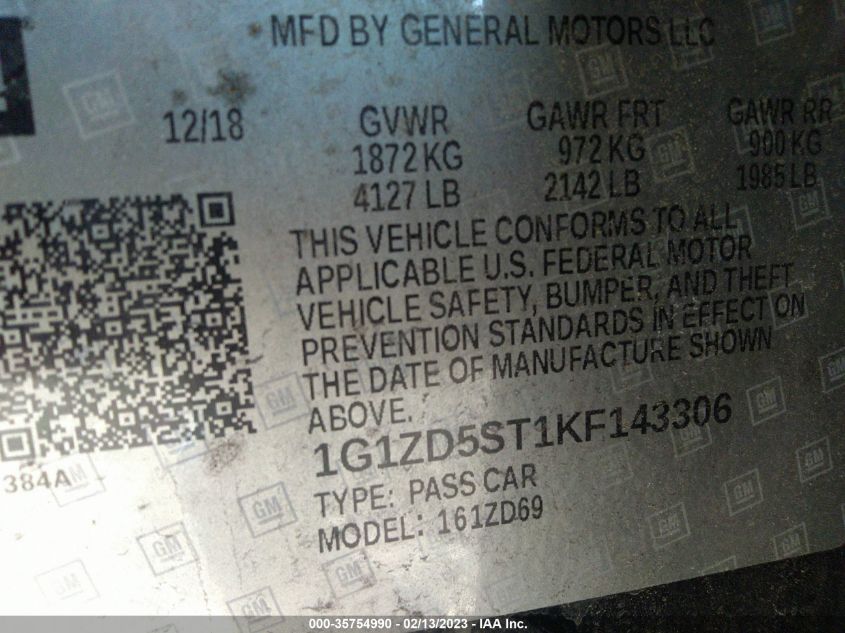 MFD BY GENERAL MOTORS LLC
12/18 GVWR GAWR FRT GAWR RR
1872 KG 972 KG 900 KG
4127 LB 2142 LB 1985 LB
THIS VEHICLE CONFORMS TO ALL
APPLICABLE U.S. FEDERAL MOTOR
VEHICLE SAFETY, BUMPER, AND THEFT
PREVENTION STANDARDS IN EFFECT ON
THE DATE OF MANUFACTURE SHOWN
ABOVE.
1G1ZD5ST1KF143306
384A
TYPE: PASS CAR
MODEL: 161ZD69
000-35754990 - 02/13/2023 - IAA Inc.